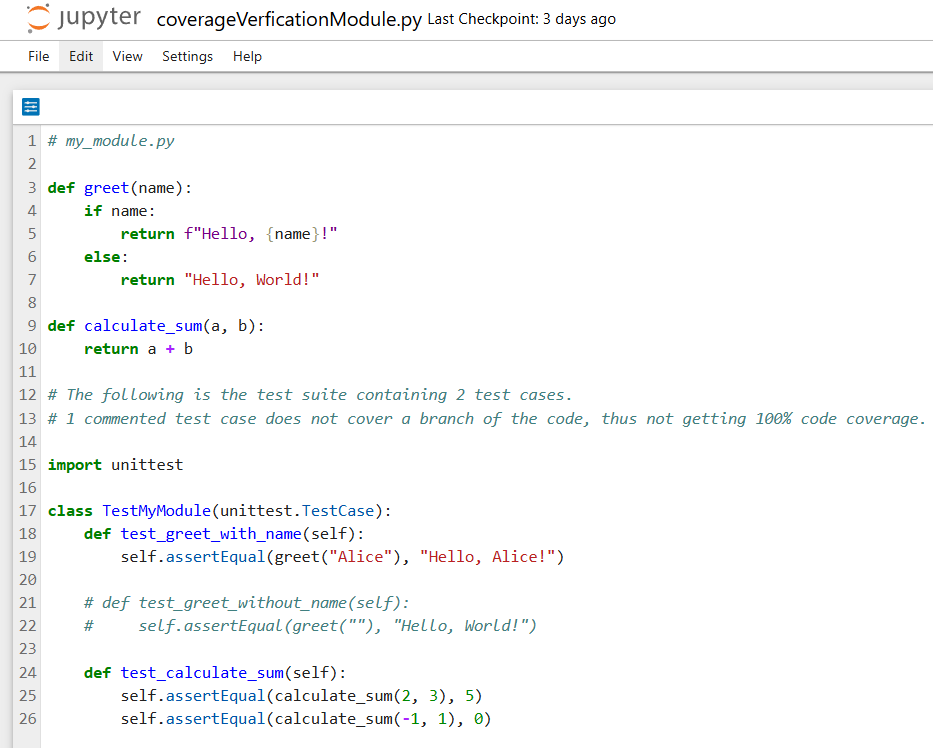 jupyter coverageVerficationModule.py Last Checkpoint: 3 days ago
File Edit View Settings Help
1 # my_module.py
2
3 def greet(name):
4     if name:
5         return f"Hello, {name}!"
6     else:
7         return "Hello, World!"
8
9 def calculate_sum(a, b):
10     return a + b
11
12 # The following is the test suite containing 2 test cases.
13 # 1 commented test case does not cover a branch of the code, thus not getting 100% code coverage.
14
15 import unittest
16
17 class TestMyModule(unittest.TestCase):
18     def test_greet_with_name(self):
19         self.assertEqual(greet("Alice"), "Hello, Alice!")
20
21     # def test_greet_without_name(self):
22     #     self.assertEqual(greet(""), "Hello, World!")
23
24     def test_calculate_sum(self):
25         self.assertEqual(calculate_sum(2, 3), 5)
26         self.assertEqual(calculate_sum(-1, 1), 0)